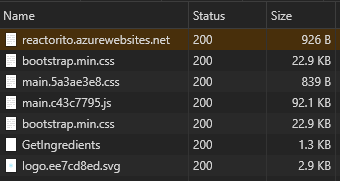 Name Status Size
reactorito.azurewebsites.net 200 926 B
bootstrap.min.css 200 22.9 KB
main.5a3ae3e8.css 200 839 B
main.c43c7795.js 200 92.1 KB
bootstrap.min.css 200 22.9 KB
GetIngredients 200 1.3 KB
logo.ee7cd8ed.svg 200 2.9 KB